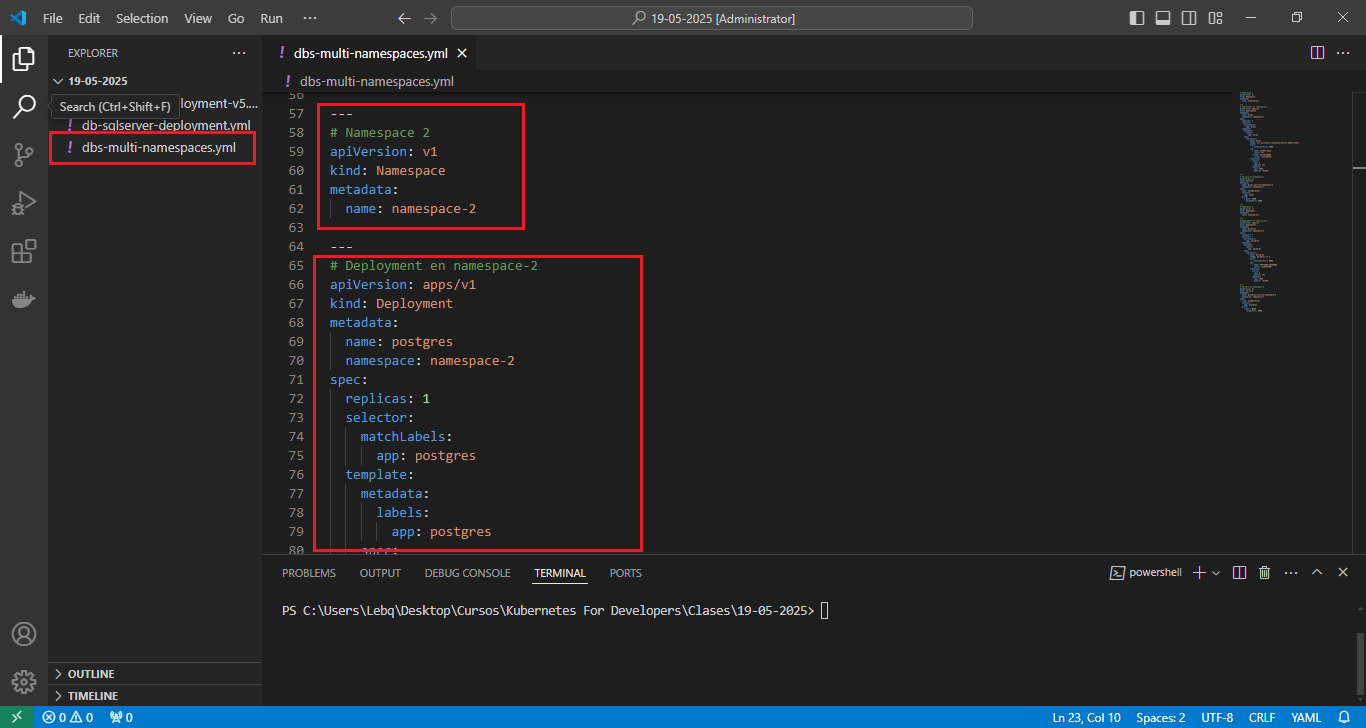 File Edit Selection View Go Run ···
19-05-2025 [Administrator]
EXPLORER
19-05-2025
Search (Ctrl+Shift+F)
loyment-v5....
! db-sqlserver-deployment.yml
! dbs-multi-namespaces.yml
OUTLINE
TIMELINE
! dbs-multi-namespaces.yml
! dbs-multi-namespaces.yml
56
57 ---
58 # Namespace 2
59 apiVersion: v1
60 kind: Namespace
61 metadata:
62 name: namespace-2
63
64 ---
65 # Deployment en namespace-2
66 apiVersion: apps/v1
67 kind: Deployment
68 metadata:
69 name: postgres
70 namespace: namespace-2
71 spec:
72 replicas: 1
73 selector:
74 matchLabels:
75 app: postgres
76 template:
77 metadata:
78 labels:
79 app: postgres
80 spec:
PROBLEMS OUTPUT DEBUG CONSOLE TERMINAL PORTS
powershell
PS C:\Users\Lebq\Desktop\Cursos\Kubernetes For Developers\Clases\19-05-2025>
0 0 0
Ln 23, Col 10 Spaces: 2 UTF-8 CRLF YAML